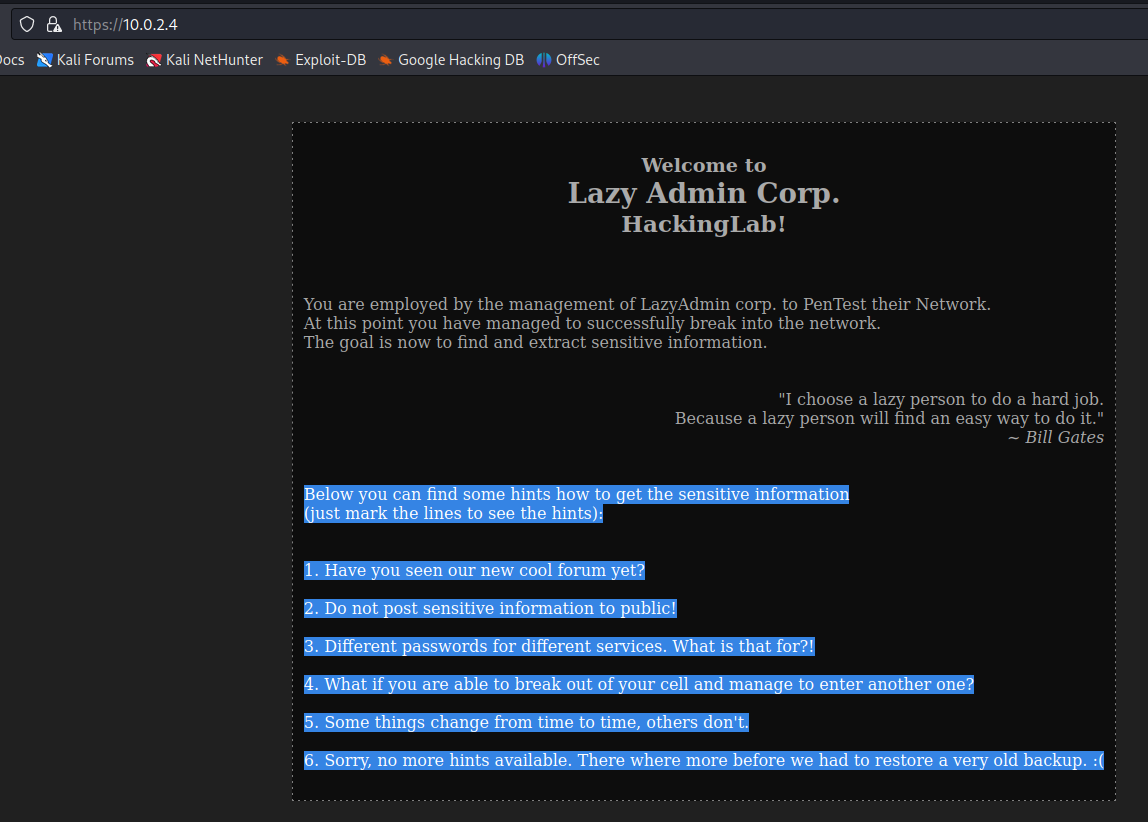 https://10.0.2.4
Docs Kali Forums Kali NetHunter Exploit-DB Google Hacking DB OffSec
Welcome to
Lazy Admin Corp.
HackingLab!
You are employed by the management of LazyAdmin corp. to PenTest their Network.
At this point you have managed to successfully break into the network.
The goal is now to find and extract sensitive information.
"I choose a lazy person to do a hard job.
Because a lazy person will find an easy way to do it."
~ Bill Gates
Below you can find some hints how to get the sensitive information
(just mark the lines to see the hints):
1. Have you seen our new cool forum yet?
2. Do not post sensitive information to public!
3. Different passwords for different services. What is that for?!
4. What if you are able to break out of your cell and manage to enter another one?
5. Some things change from time to time, others don't.
6. Sorry, no more hints available. There where more before we had to restore a very old backup. :(